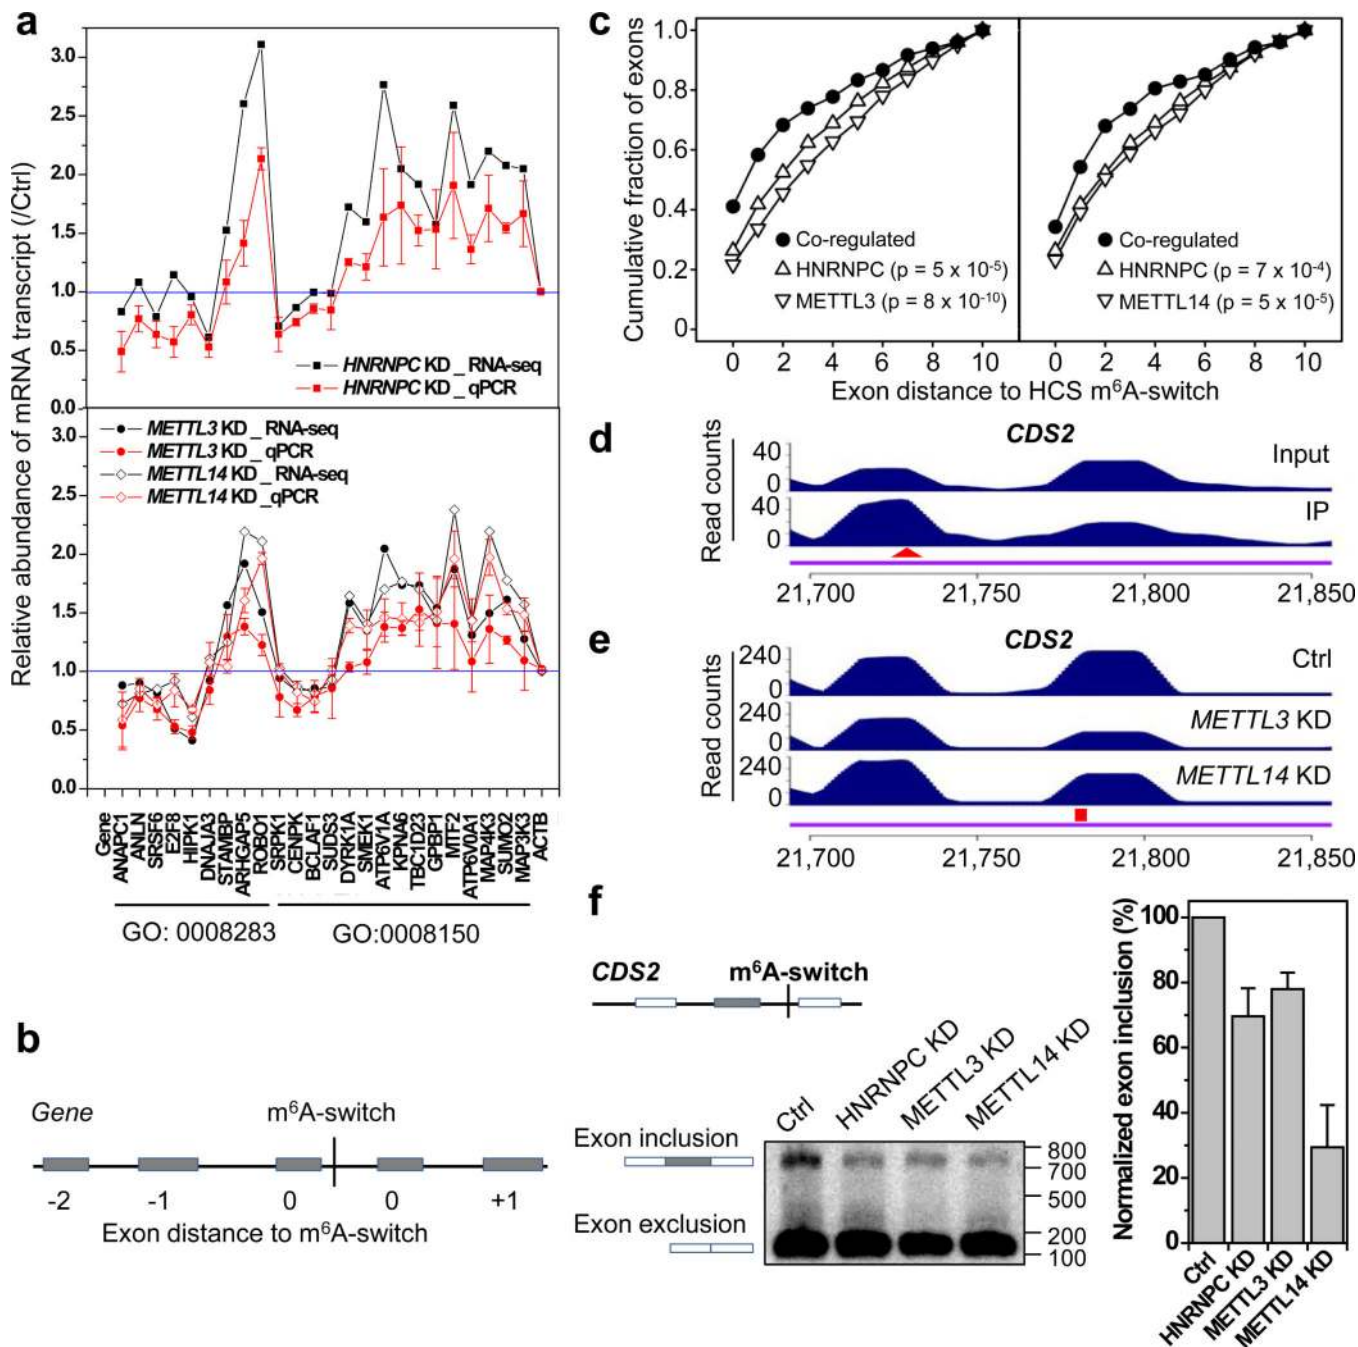 a
Relative abundance of mRNA transcript (/Ctrl)
3.0
2.5
2.0
1.5
1.0
0.5
0.0
HNRNPC KD _ RNA-seq
HNRNPC KD _ qPCR
3.0
2.5
2.0
1.5
1.0
0.5
0.0
METTL3 KD _ RNA-seq
METTL3 KD _ qPCR
METTL14 KD _ RNA-seq
METTL14 KD _ qPCR
Gene
ANAPC1
ANLN
SRSF6
E2F8
HIPK1
DNAJA3
STAMBP
ARHGAP5
ROBO1
SRPK1
CENPK
BCLAF1
SUDS3
DYRK1A
SMEK1
ATP6V1A
KPNA6
TBC1D23
GPBP1
MTF2
ATP6V0A1
MAP4K3
SUMO2
MAP3K3
ACTB
GO: 0008283
GO:0008150
b
Gene
m⁶A-switch
-2 -1 0 0 +1
Exon distance to m⁶A-switch
c
Cumulative fraction of exons
1.0
0.8
0.6
0.4
0.2
0
Co-regulated
HNRNPC (p = 5 x 10⁻⁵)
METTL3 (p = 8 x 10⁻¹⁰)
0 2 4 6 8 10
Co-regulated
HNRNPC (p = 7 x 10⁻⁴)
METTL14 (p = 5 x 10⁻⁵)
0 2 4 6 8 10
Exon distance to HCS m⁶A-switch
d
CDS2
Read counts
40
0
Input
40
0
IP
21,700 21,750 21,800 21,850
e
CDS2
Read counts
240
0
Ctrl
240
0
METTL3 KD
240
0
METTL14 KD
21,700 21,750 21,800 21,850
f
CDS2
m⁶A-switch
Ctrl
HNRNPC KD
METTL3 KD
METTL14 KD
Exon inclusion
Exon exclusion
800
700
500
200
100
Normalized exon inclusion (%)
100
80
60
40
20
0
Ctrl
HNRNPC KD
METTL3 KD
METTL14 KD